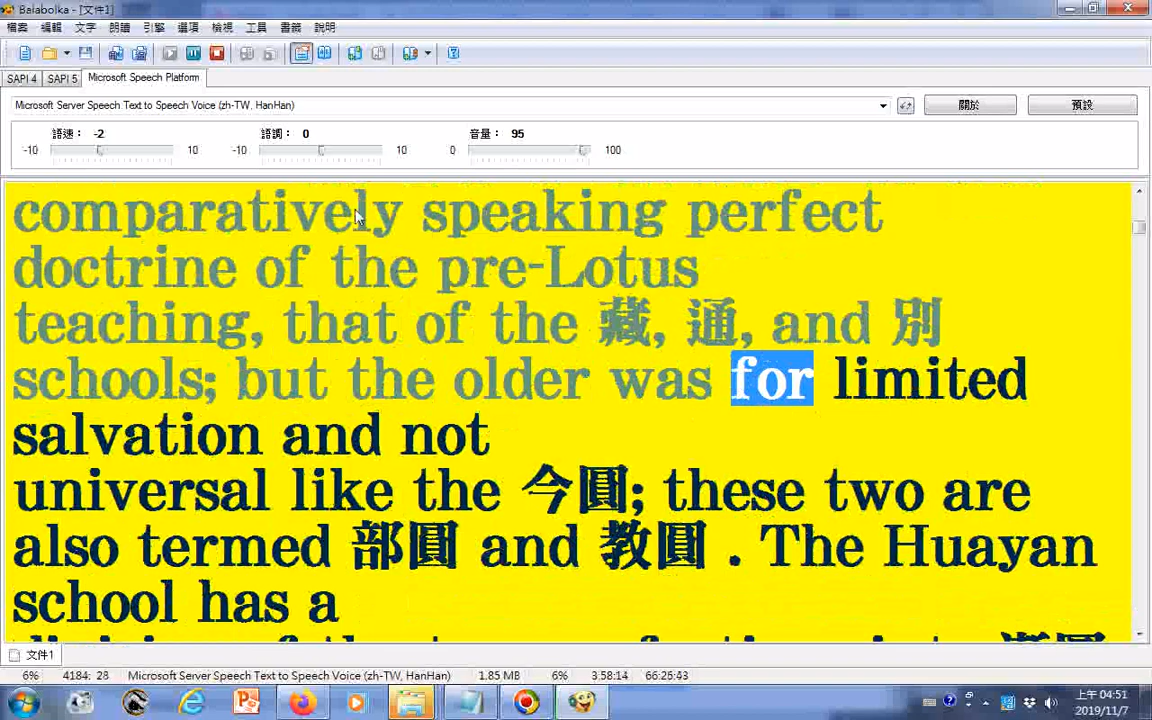 Balabolka - [文件1]
檔案 編輯 文字 朗讀 引擎 選項 檢視 工具 書籤 說明
SAPI 4 SAPI 5 Microsoft Speech Platform
Microsoft Server Speech Text to Speech Voice (zh-TW, HanHan) 關於 預設
語速: -2 語調: 0 音量: 95
-10 10 -10 10 0 100
comparatively speaking perfect
doctrine of the pre-Lotus
teaching, that of the 藏, 通, and 別
schools; but the older was for limited
salvation and not
universal like the 今圓; these two are
also termed 部圓 and 教圓 . The Huayan
school has a
文件1
6% 4184: 28 Microsoft Server Speech Text to Speech Voice (zh-TW, HanHan) 1.85 MB 6% 3:58:14 66:26:43
上午 04:51
2019/11/7